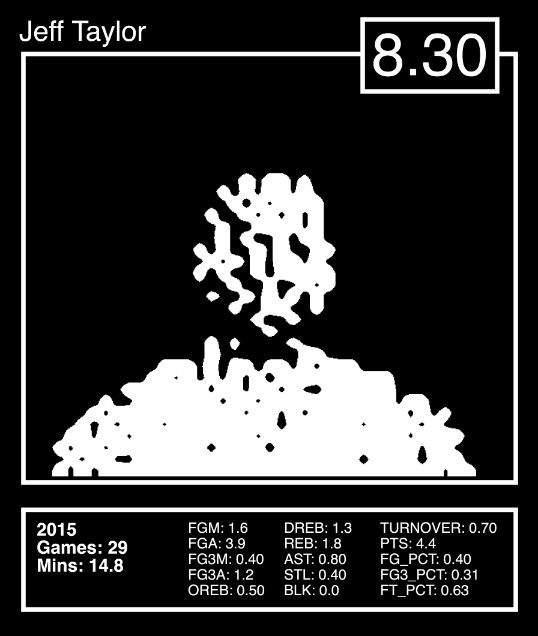 Jeff Taylor
8.30
2015
Games: 29
Mins: 14.8
FGM: 1.6
FGA: 3.9
FG3M: 0.40
FG3A: 1.2
OREB: 0.50
DREB: 1.3
REB: 1.8
AST: 0.80
STL: 0.40
BLK: 0.0
TURNOVER: 0.70
PTS: 4.4
FG_PCT: 0.40
FG3_PCT: 0.31
FT_PCT: 0.63